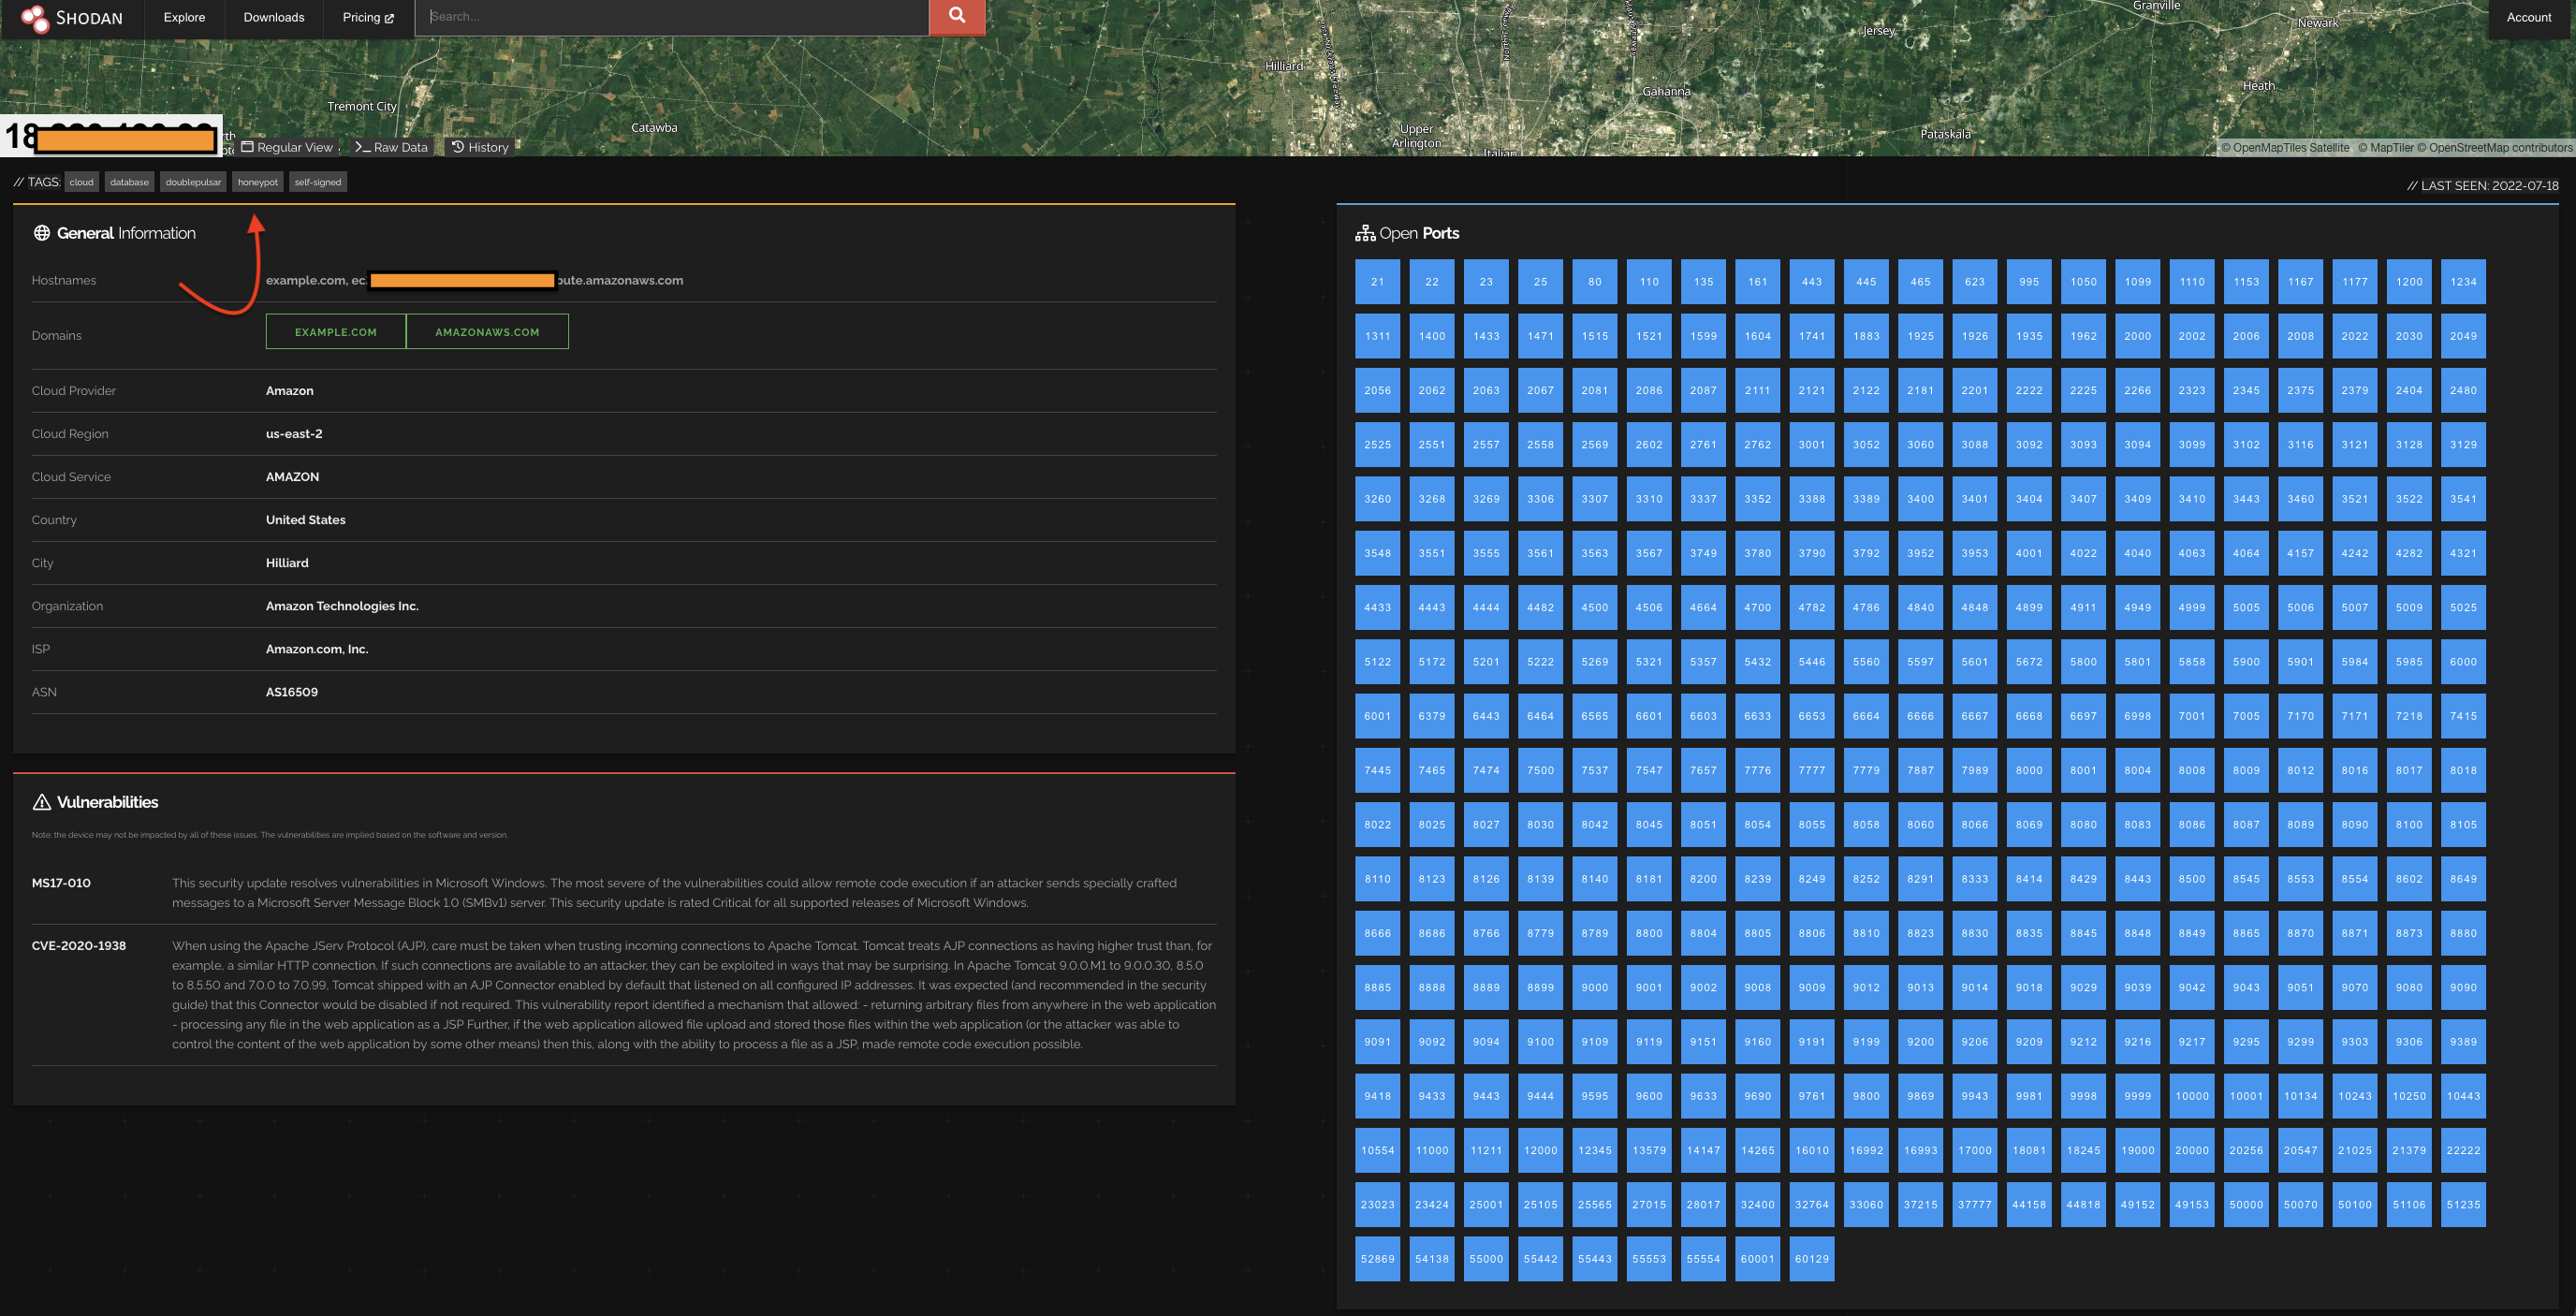 SHODAN Explore Downloads Pricing Search... Account
Granville
Newark
Jersey
Hilliard
Gahanna
Heath
Tremont City
Catawba
Upper
Arlington
Pataskala
Italian
18
Regular View Raw Data History
© OpenMapTiles Satellite © MapTiler © OpenStreetMap contributors
// TAGS: cloud database doublepulsar honeypot self-signed
// LAST SEEN: 2022-07-18
General Information
Hostnames example.com, ec bute.amazonaws.com
Domains EXAMPLE.COM AMAZONAWS.COM
Cloud Provider Amazon
Cloud Region us-east-2
Cloud Service AMAZON
Country United States
City Hilliard
Organization Amazon Technologies Inc.
ISP Amazon.com, Inc.
ASN AS16509
Vulnerabilities
Note: the device may not be impacted by all of these issues. The vulnerabilities are implied based on the software and version.
MS17-010 This security update resolves vulnerabilities in Microsoft Windows. The most severe of the vulnerabilities could allow remote code execution if an attacker sends specially crafted
messages to a Microsoft Server Message Block 1.0 (SMBv1) server. This security update is rated Critical for all supported releases of Microsoft Windows.
CVE-2020-1938 When using the Apache JServ Protocol (AJP), care must be taken when trusting incoming connections to Apache Tomcat. Tomcat treats AJP connections as having higher trust than, for
example, a similar HTTP connection. If such connections are available to an attacker, they can be exploited in ways that may be surprising. In Apache Tomcat 9.0.0.M1 to 9.0.0.30, 8.5.0
to 8.5.50 and 7.0.0 to 7.0.99, Tomcat shipped with an AJP Connector enabled by default that listened on all configured IP addresses. It was expected (and recommended in the security
guide) that this Connector would be disabled if not required. This vulnerability report identified a mechanism that allowed: - returning arbitrary files from anywhere in the web application
- processing any file in the web application as a JSP Further, if the web application allowed file upload and stored those files within the web application (or the attacker was able to
control the content of the web application by some other means) then this, along with the ability to process a file as a JSP, made remote code execution possible.
Open Ports
21 22 23 25 80 110 135 161 443 445 465 623 995 1050 1099 1110 1153 1167 1177 1200 1234
1311 1400 1433 1471 1515 1521 1599 1604 1741 1883 1925 1926 1935 1962 2000 2002 2006 2008 2022 2030 2049
2056 2062 2063 2067 2081 2086 2087 2111 2121 2122 2181 2201 2222 2225 2266 2323 2345 2375 2379 2404 2480
2525 2551 2557 2558 2569 2602 2761 2762 3001 3052 3060 3088 3092 3093 3094 3099 3102 3116 3121 3128 3129
3260 3268 3269 3306 3307 3310 3337 3352 3388 3389 3400 3401 3404 3407 3409 3410 3443 3460 3521 3522 3541
3548 3551 3555 3561 3563 3567 3749 3780 3790 3792 3952 3953 4001 4022 4040 4063 4064 4157 4242 4282 4321
4433 4443 4444 4482 4500 4506 4664 4700 4782 4786 4840 4848 4899 4911 4949 4999 5005 5006 5007 5009 5025
5122 5172 5201 5222 5269 5321 5357 5432 5446 5560 5597 5601 5672 5800 5801 5858 5900 5901 5984 5985 6000
6001 6379 6443 6464 6565 6601 6603 6633 6653 6664 6666 6667 6668 6697 6998 7001 7005 7170 7171 7218 7415
7445 7465 7474 7500 7537 7547 7657 7776 7777 7779 7887 7989 8000 8001 8004 8008 8009 8012 8016 8017 8018
8022 8025 8027 8030 8042 8045 8051 8054 8055 8058 8060 8066 8069 8080 8083 8086 8087 8089 8090 8100 8105
8110 8123 8126 8139 8140 8181 8200 8239 8249 8252 8291 8333 8414 8429 8443 8500 8545 8553 8554 8602 8649
8666 8686 8766 8779 8789 8800 8804 8805 8806 8810 8823 8830 8835 8845 8848 8849 8865 8870 8871 8873 8880
8885 8888 8889 8899 9000 9001 9002 9008 9009 9012 9013 9014 9018 9029 9039 9042 9043 9051 9070 9080 9090
9091 9092 9094 9100 9109 9119 9151 9160 9191 9199 9200 9206 9209 9212 9216 9217 9295 9299 9303 9306 9389
9418 9433 9443 9444 9595 9600 9633 9690 9761 9800 9869 9943 9981 9998 9999 10000 10001 10134 10243 10250 10443
10554 11000 11211 12000 12345 13579 14147 14265 16010 16992 16993 17000 18081 18245 19000 20000 20256 20547 21025 21379 22222
23023 23424 25001 25105 25565 27015 28017 32400 32764 33060 37215 37777 44158 44818 49152 49153 50000 50070 50100 51106 51235
52869 54138 55000 55442 55443 55553 55554 60001 60129